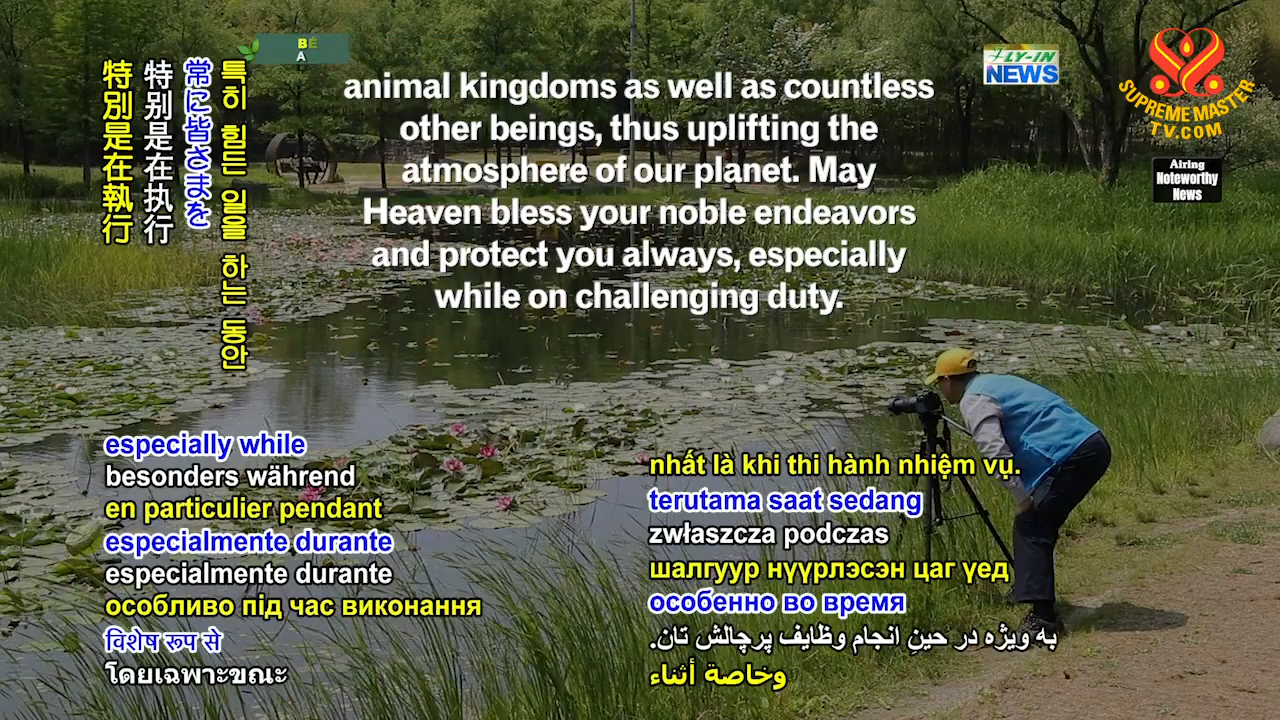 BÉ
A
animal kingdoms as well as countless
other beings, thus uplifting the
atmosphere of our planet. May
Heaven bless your noble endeavors
and protect you always, especially
while on challenging duty.
FLY-IN
NEWS
SUPREME MASTER
TV.COM
Airing
Noteworthy
News
特別是在執行
特别是在执行
常に皆さまを
특히 힘든 일을 하는 동안
especially while
besonders während
en particulier pendant
especialmente durante
especialmente durante
особливо під час виконання
विशेष रूप से
โดยเฉพาะขณะ
nhất là khi thi hành nhiệm vụ.
terutama saat sedang
zwłaszcza podczas
шалгуур нүүрлэсэн цаг үед
особенно во время
به ویژه در حینِ انجام وظایف پرچالش تان.
وخاصة أثناء